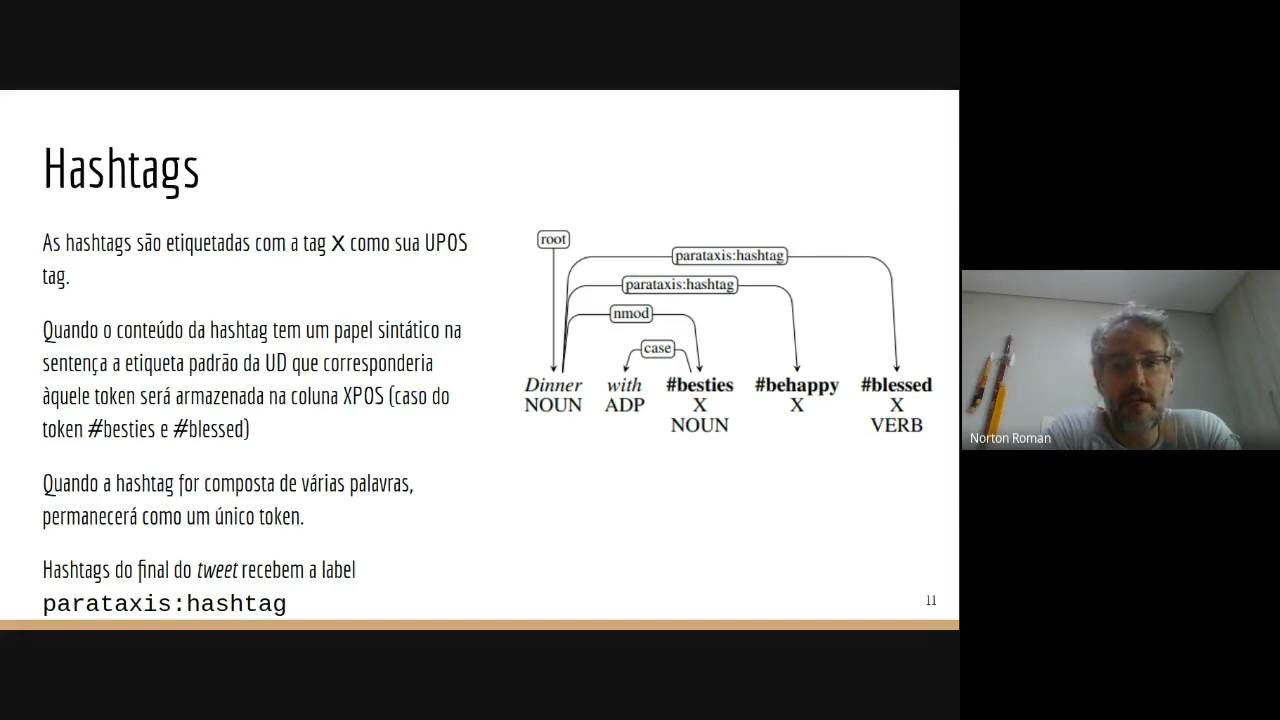 Hashtags
As hashtags são etiquetadas com a tag X como sua UPOS
tag.
Quando o conteúdo da hashtag tem um papel sintático na
sentença a etiqueta padrão da UD que corresponderia
àquele token será armazenada na coluna XPOS (caso do
token #besties e #blessed)
Quando a hashtag for composta de várias palavras,
permanecerá como um único token.
Hashtags do final do tweet recebem a label
parataxis:hashtag
root
parataxis:hashtag
parataxis:hashtag
nmod
case
Dinner with #besties #behappy #blessed
NOUN ADP X X X
NOUN VERB
11
Norton Roman